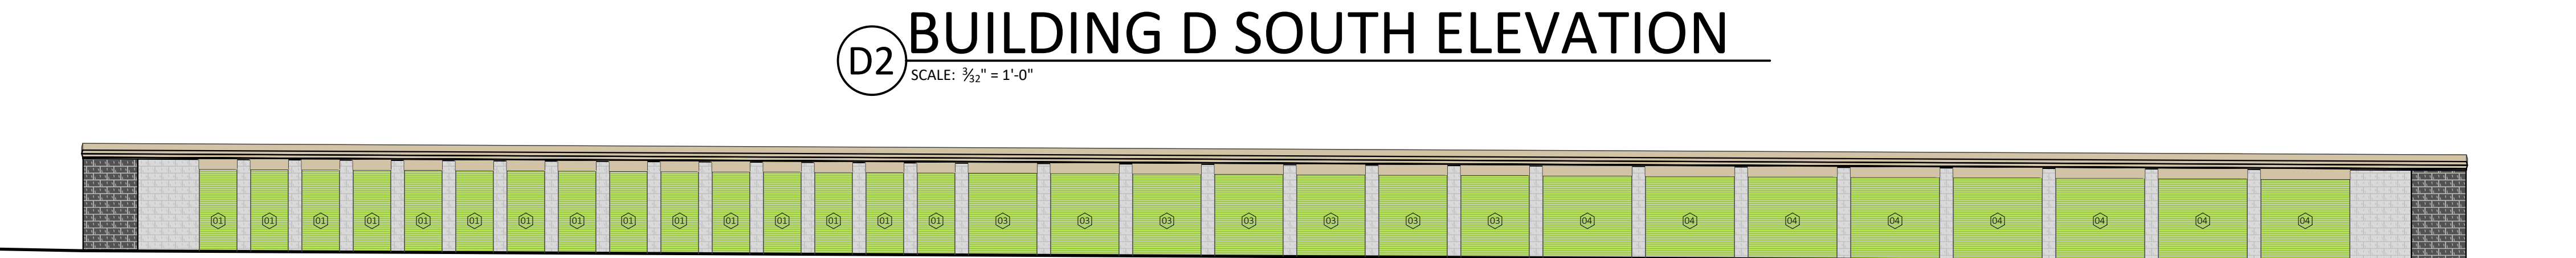 BUILDING D SOUTH ELEVATION
D2
SCALE: 3/32" = 1'-0"
01 01 01 01 01 01 01 01 01 01 01 01 01 01 01 03 03 03 03 03 03 03 04 04 04 04 04 04 04 04